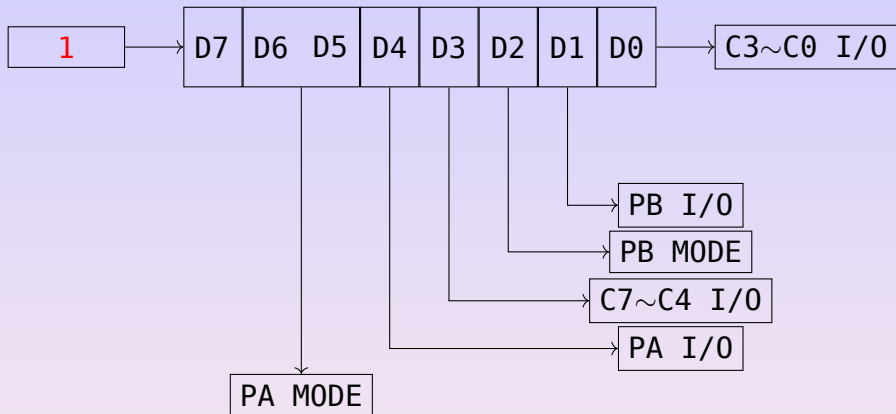 1 D7 D6 D5 D4 D3 D2 D1 D0 C3~C0 I/O
PB I/O
PB MODE
C7~C4 I/O
PA I/O
PA MODE